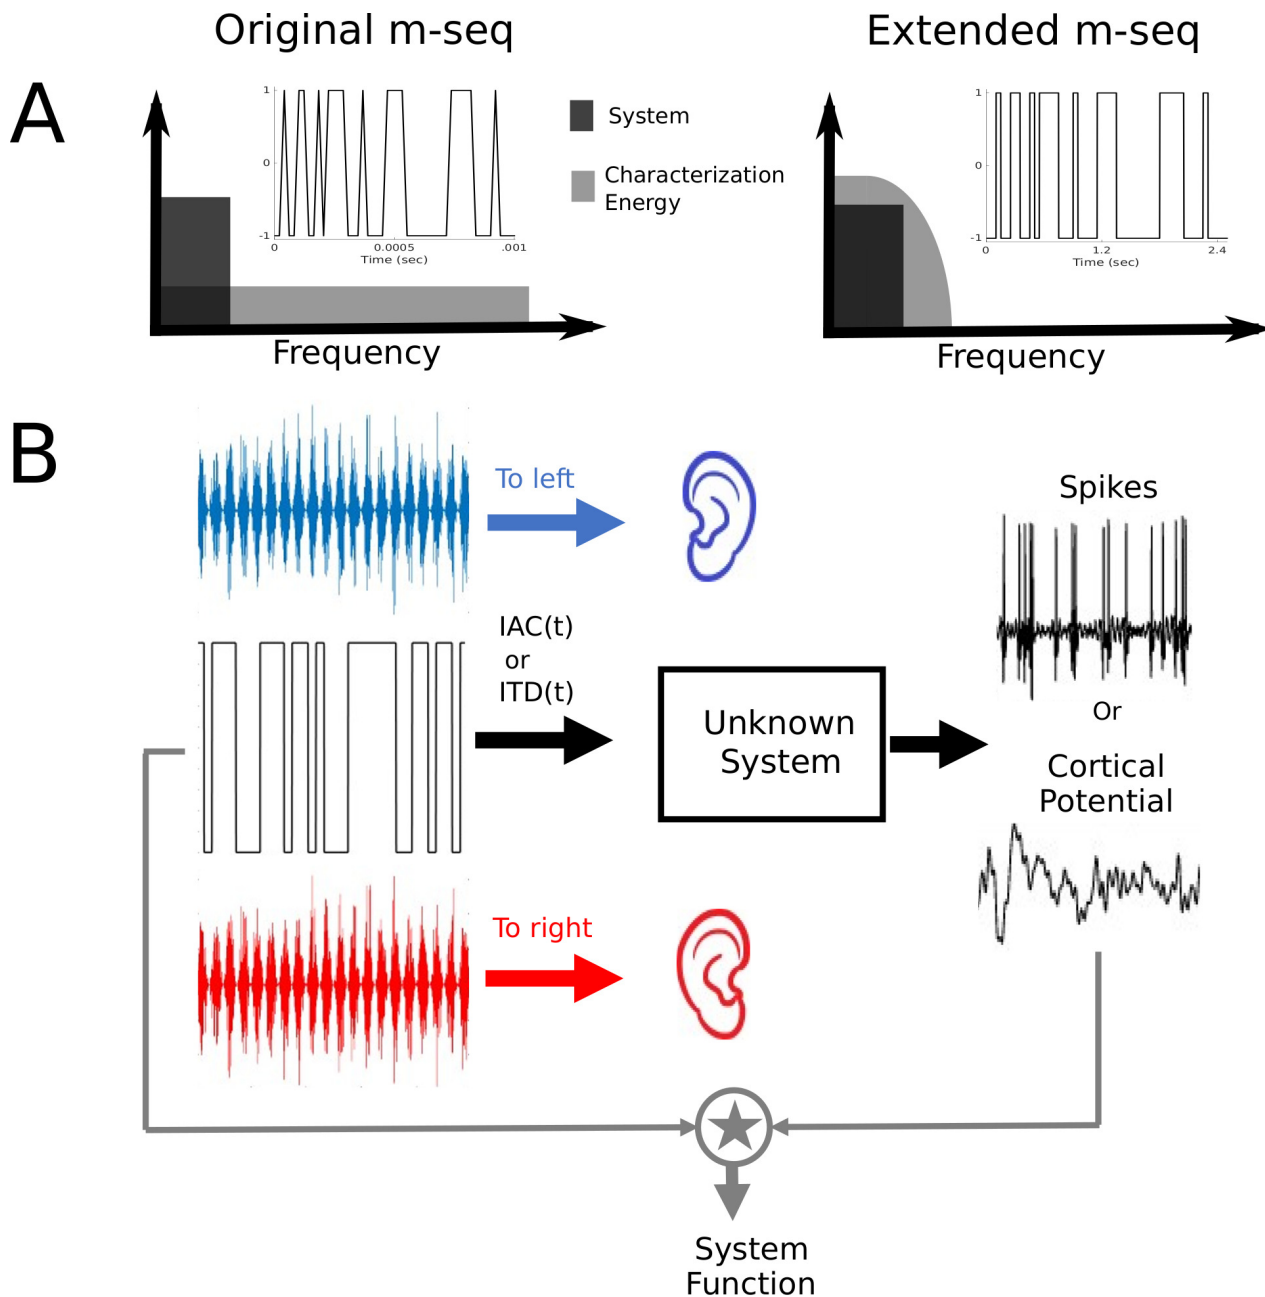 Original m-seq
Extended m-seq
A
1
0
-1
0
0.0005
.001
Time (sec)
Frequency
System
Characterization
Energy
1
0
-1
0
1.2
2.4
Time (sec)
Frequency
B
To left
IAC(t)
or
ITD(t)
To right
Unknown
System
Spikes
Or
Cortical
Potential
System
Function